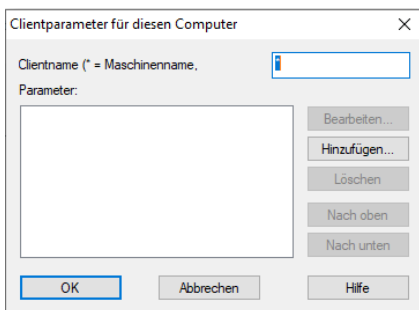 Clientparameter für diesen Computer
Clientname (* = Maschinenname,
*
Parameter:
Bearbeiten...
Hinzufügen...
Löschen
Nach oben
Nach unten
OK
Abbrechen
Hilfe